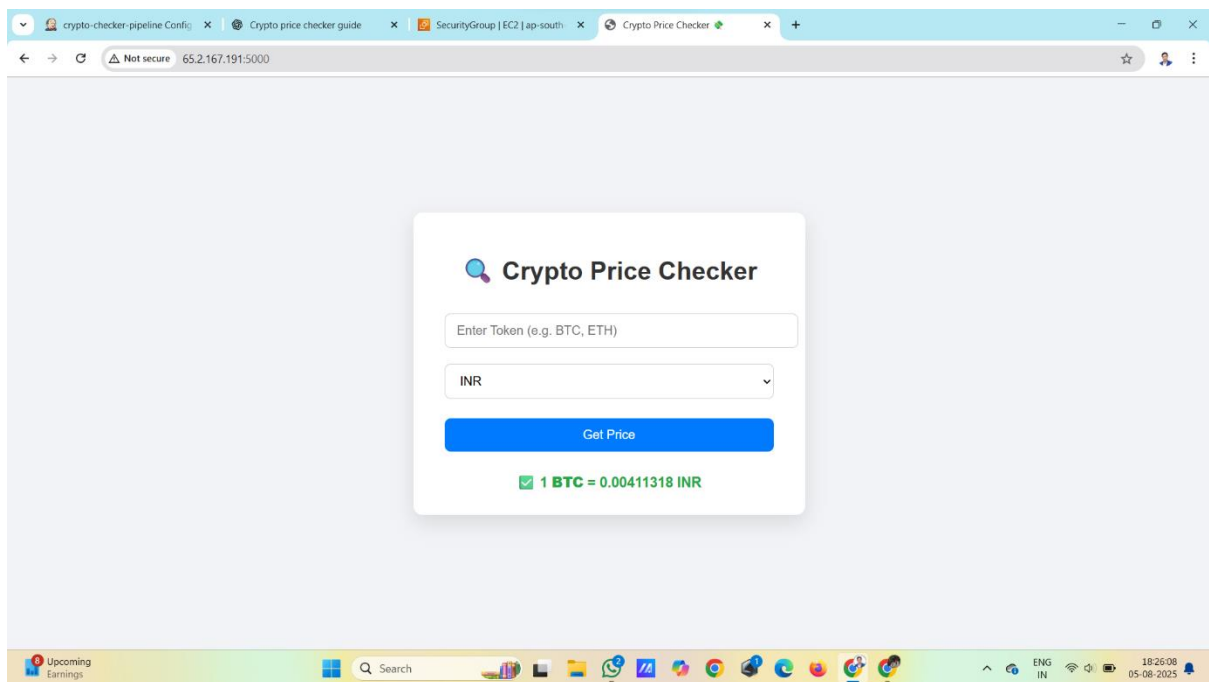 crypto-checker-pipeline Config
Crypto price checker guide
SecurityGroup | EC2 | ap-south-
Crypto Price Checker
Not secure
65.2.167.191:5000
Crypto Price Checker
Enter Token (e.g. BTC, ETH)
INR
Get Price
1 BTC = 0.00411318 INR
8
Upcoming
Earnings
Search
2
ENG
IN
18:26:08
05-08-2025